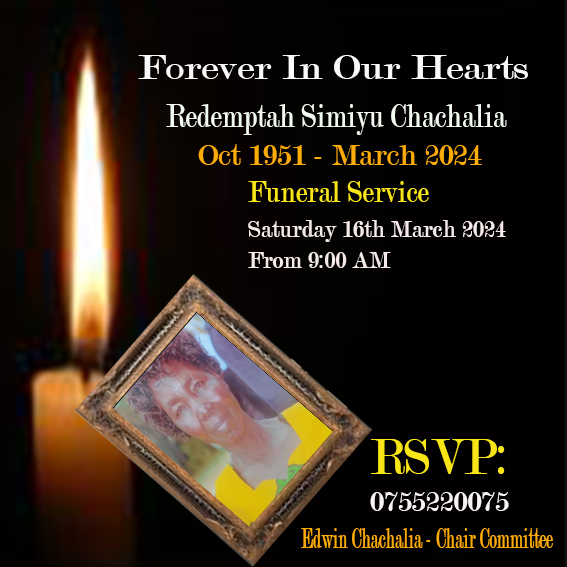 Forever In Our Hearts
Redemptah Simiyu Chachalia
Oct 1951 - March 2024
Funeral Service
Saturday 16th March 2024
From 9:00 AM
RSVP:
0755220075
Edwin Chachalia - Chair Committee